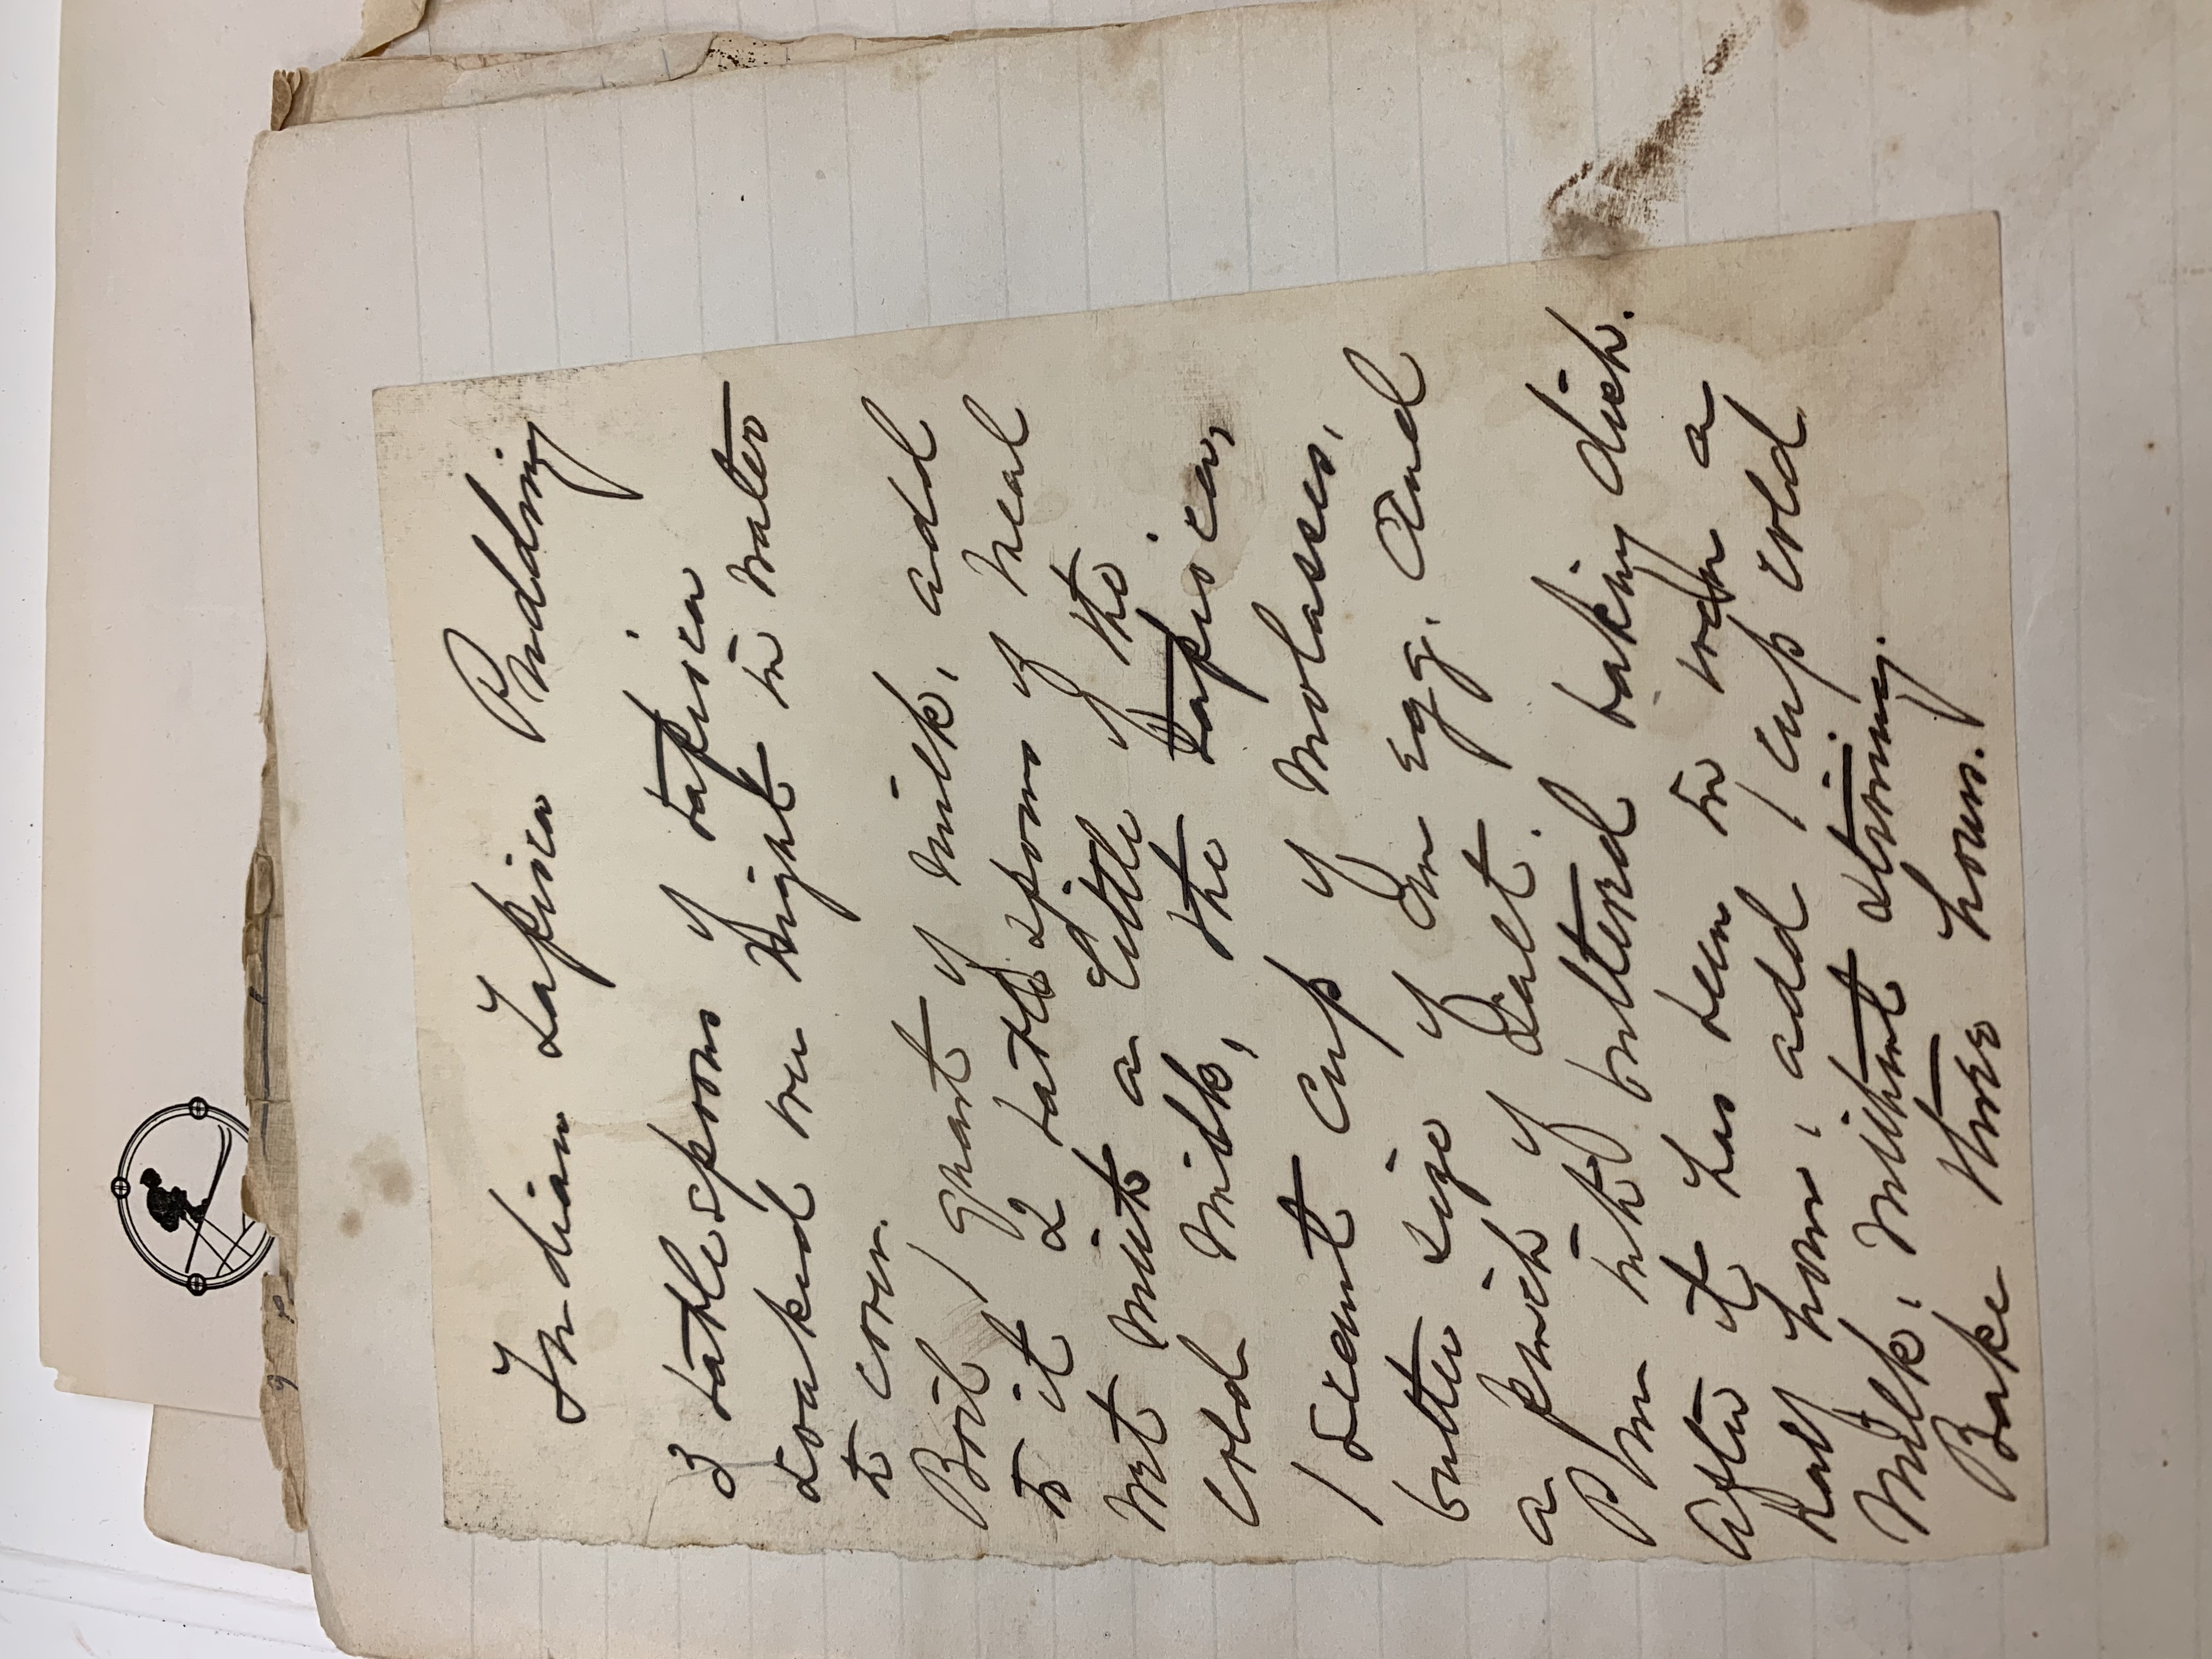 Indian Tapioca Pudding
3 tablespoons of tapioca
soaked over night in water
to cover.
Boil 1 quart of milk, add
to it 2 tablespoons of meal
wet with a little of the
cold milk, the tapioca,
1 scant cup of molasses,
butter size of an egg, and
a pinch of salt.
Pour into buttered baking dish.
After it has been in oven a
half hour, add 1 cup cold
milk, without stirring.
Bake three hours.